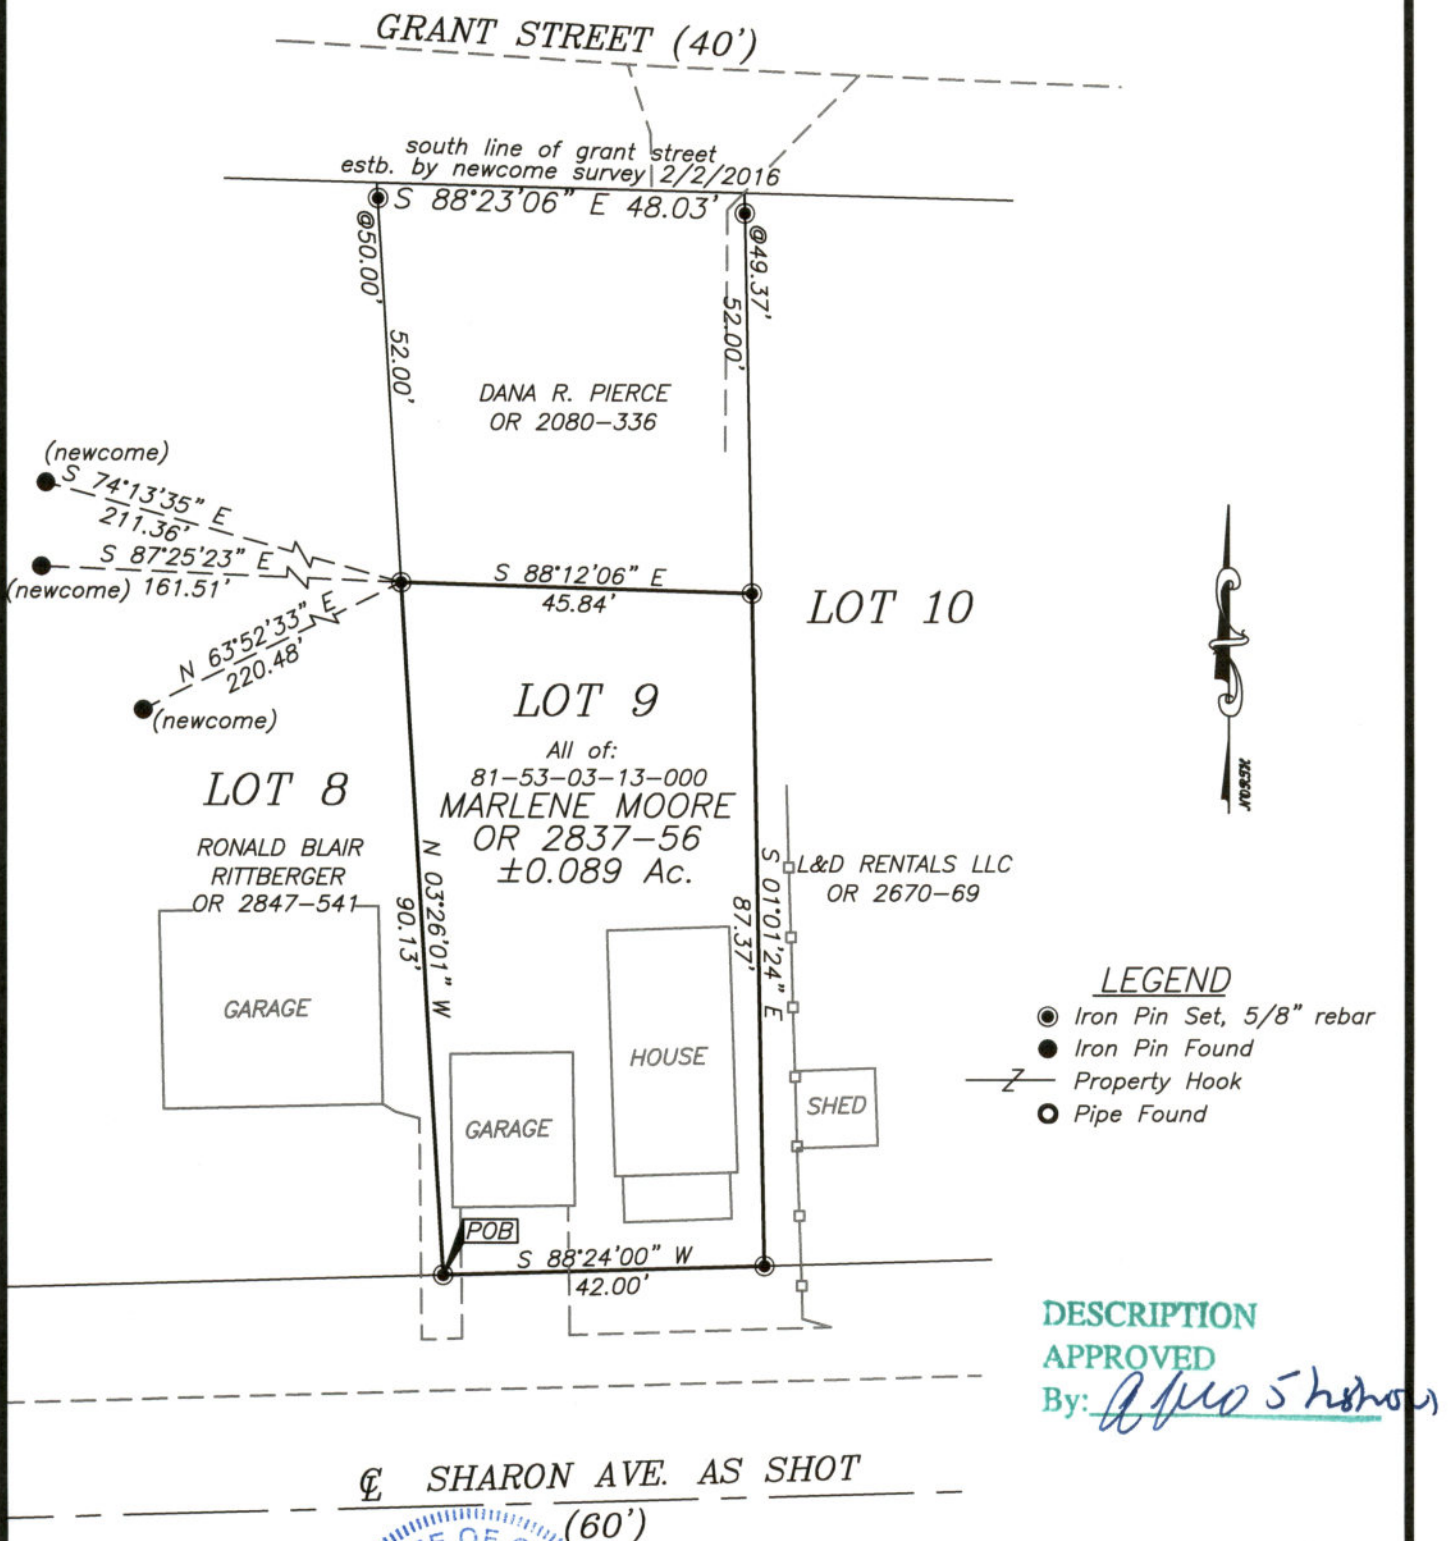 GRANT STREET (40')
south line of grant street
estb. by newcome survey 2/2/2016
S 88°23'06" E 48.03'
@50.00'
52.00'
@49.37'
52.00'
DANA R. PIERCE
OR 2080-336
(newcome)
S 74°13'35" E
211.36'
S 87°25'23" E
(newcome) 161.51'
N 63°52'33" E
220.48'
(newcome)
S 88°12'06" E
45.84'
LOT 10
LOT 9
All of:
81-53-03-13-000
MARLENE MOORE
OR 2837-56
±0.089 Ac.
LOT 8
RONALD BLAIR
RITTBERGER
OR 2847-541
N 03°26'01" W
90.13'
S 01°01'24" E
87.37'
L&D RENTALS LLC
OR 2670-69
GARAGE
GARAGE
HOUSE
SHED
LEGEND
Iron Pin Set, 5/8" rebar
Iron Pin Found
Z Property Hook
Pipe Found
POB
S 88°24'00" W
42.00'
DESCRIPTION
APPROVED
By:
℄ SHARON AVE. AS SHOT
(60')
OF